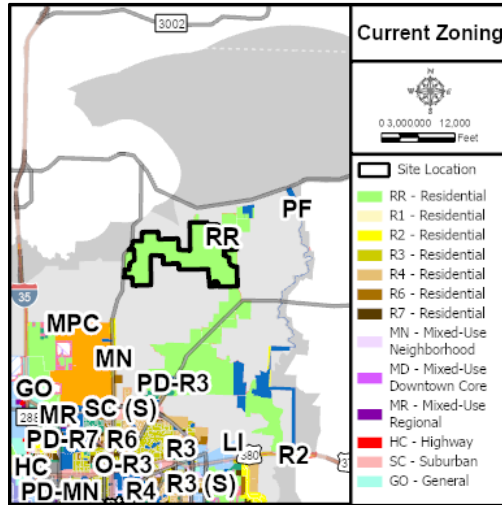 3002
PF
RR
35
MPC
MN
GO
PD-R3
288
MR
SC (S)
PD-R7
R6
R3
LI
380
R2
HC
O-R3
PD-MN
R4
R3 (S)
Current Zoning
N
W
E
S
0 3,000,000 12,000
Feet
Site Location
RR - Residential
R1 - Residential
R2 - Residential
R3 - Residential
R4 - Residential
R6 - Residential
R7 - Residential
MN - Mixed-Use
Neighborhood
MD - Mixed-Use
Downtown Core
MR - Mixed-Use
Regional
HC - Highway
SC - Suburban
GO - General